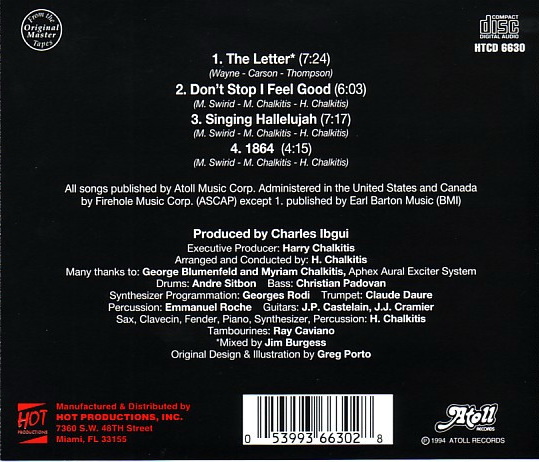 From the
Original
Master
Tapes
COMPACT
disc
DIGITAL AUDIO
HTCD 6630
1. The Letter* (7:24)
(Wayne - Carson - Thompson)
2. Don't Stop I Feel Good (6:03)
(M. Swirid - M. Chalkitis - H. Chalkitis)
3. Singing Hallelujah (7:17)
(M. Swirid - M. Chalkitis - H. Chalkitis)
4. 1864 (4:15)
(M. Swirid - M. Chalkitis - H. Chalkitis)
All songs published by Atoll Music Corp. Administered in the United States and Canada
by Firehole Music Corp. (ASCAP) except 1. published by Earl Barton Music (BMI)
Produced by Charles Ibgui
Executive Producer: Harry Chalkitis
Arranged and Conducted by: H. Chalkitis
Many thanks to: George Blumenfeld and Myriam Chalkitis, Aphex Aural Exciter System
Drums: Andre Sitbon Bass: Christian Padovan
Synthesizer Programmation: Georges Rodi Trumpet: Claude Daure
Percussion: Emmanuel Roche Guitars: J.P. Castelain, J.J. Cramier
Sax, Clavecin, Fender, Piano, Synthesizer, Percussion: H. Chalkitis
Tambourines: Ray Caviano
*Mixed by Jim Burgess
Original Design & Illustration by Greg Porto
HOT
PRODUCTIONS
Manufactured & Distributed by
HOT PRODUCTIONS, INC.
7360 S.W. 48TH Street
Miami, FL 33155
0 53993 66302 8
Atoll
RECORDS
℗ 1994 ATOLL RECORDS